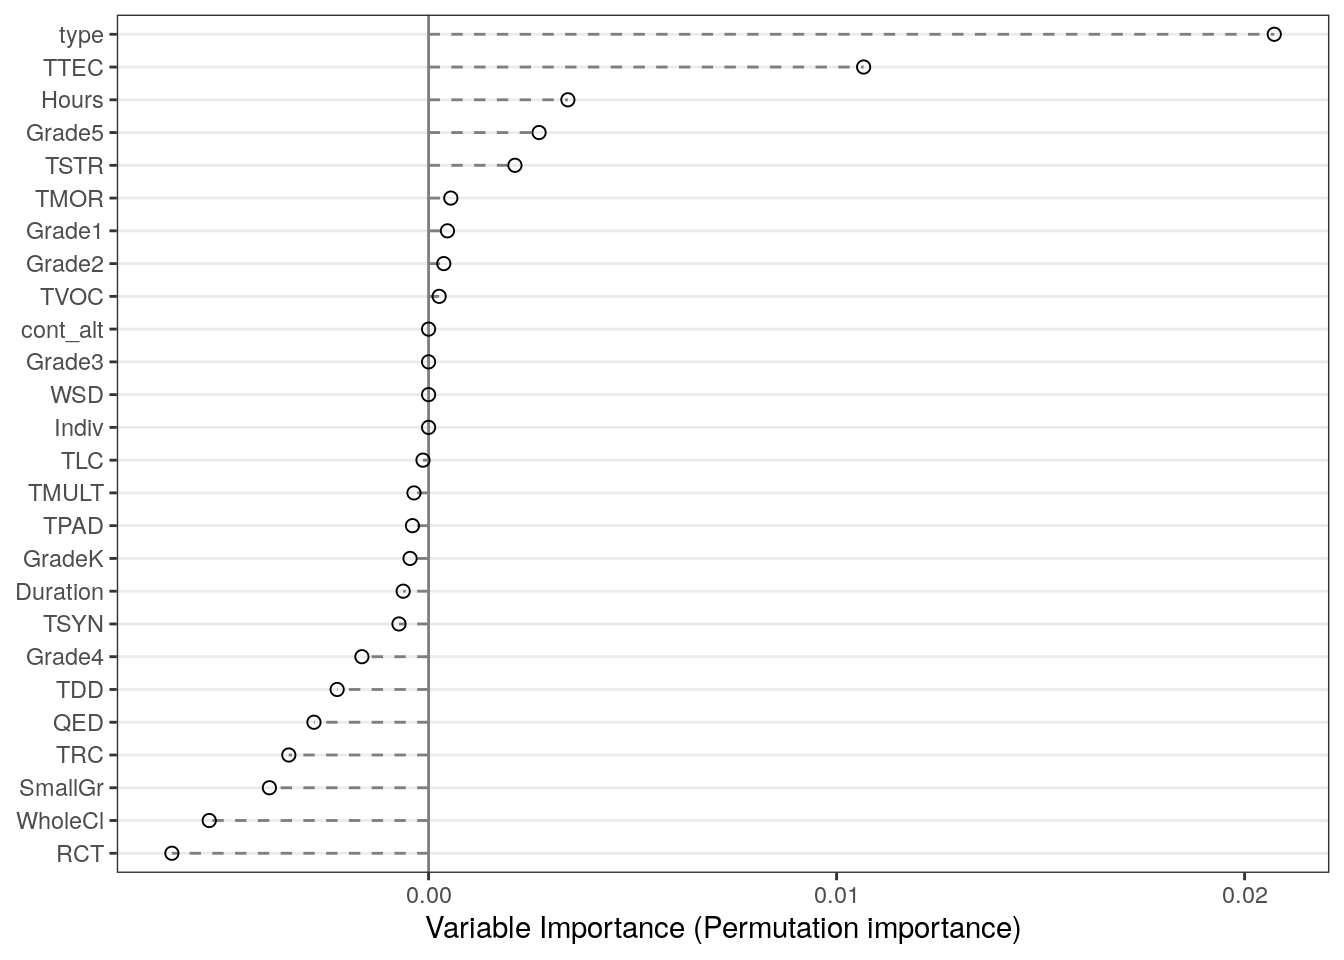 type
TTEC
Hours
Grade5
TSTR
TMOR
Grade1
Grade2
TVOC
cont_alt
Grade3
WSD
Indiv
TLC
TMULT
TPAD
GradeK
Duration
TSYN
Grade4
TDD
QED
TRC
SmallGr
WholeCl
RCT
0.00 0.01 0.02
Variable Importance (Permutation importance)